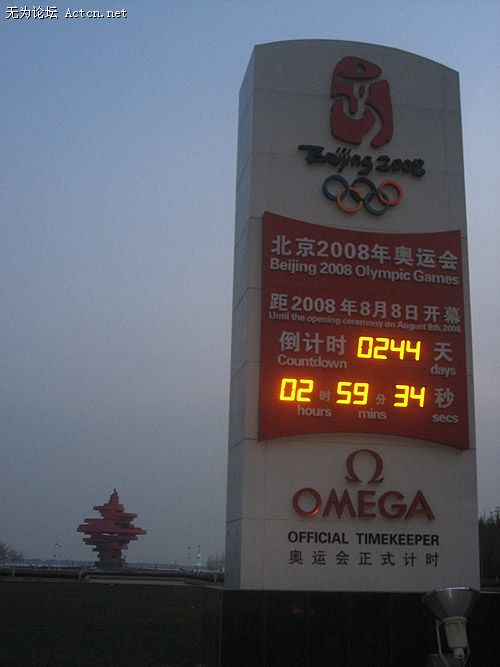 无为论坛 Actcn.net
Beijing 2008
北京2008年奥运会
Beijing 2008 Olympic Games
距2008年8月8日开幕
Until the opening ceremony on August 8th,2008
倒计时 0244 天
Countdown days
02 时 59 分 34 秒
hours mins secs
Ω
OMEGA
OFFICIAL TIMEKEEPER
奥运会正式计时